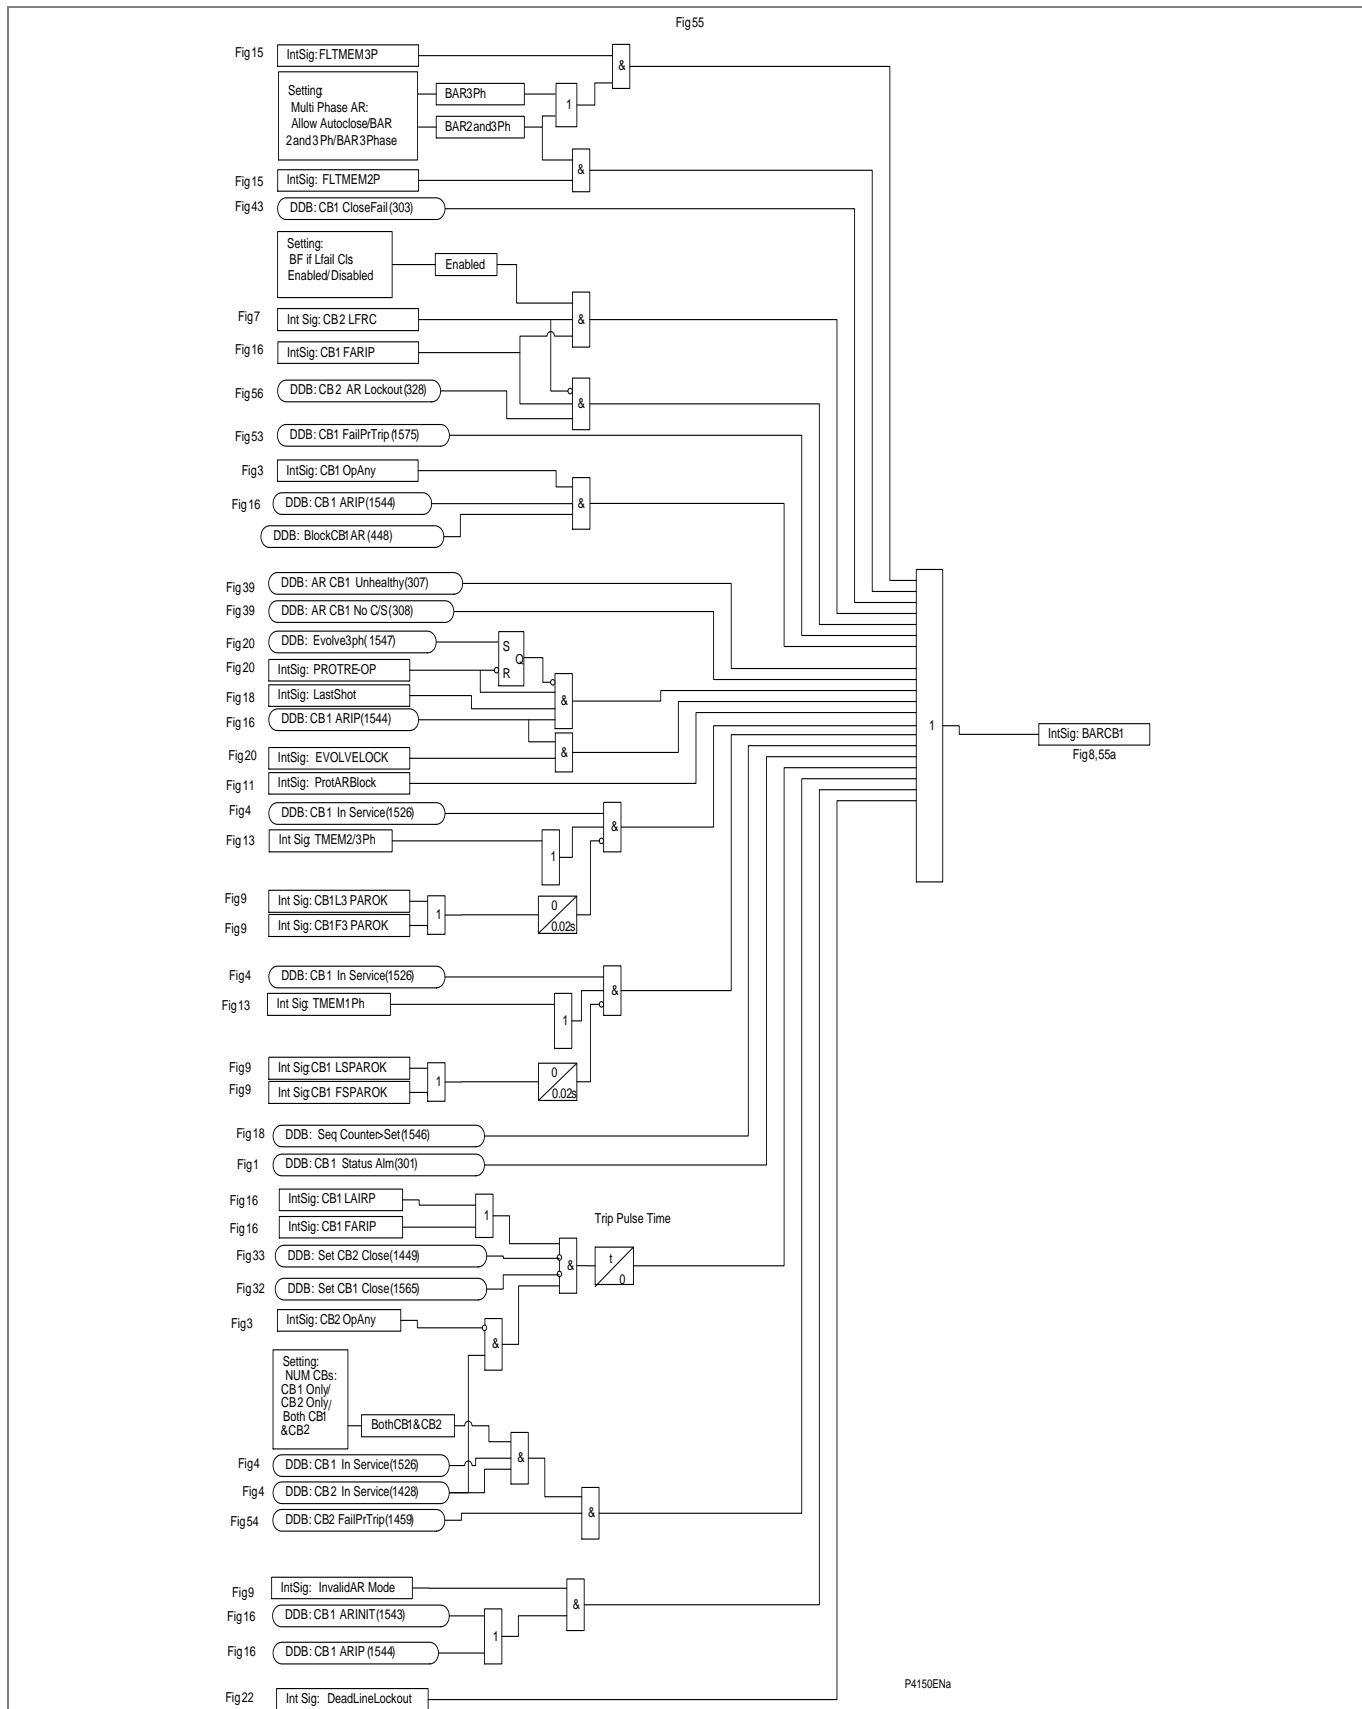 Fig55
Fig15
IntSig: FLTMEM3P
&
Setting:
Multi Phase AR:
Allow Autoclose/BAR
2and3Ph/BAR3Phase
BAR3Ph
1
BAR2and3Ph
&
Fig15
IntSig: FLTMEM2P
Fig43
DDB: CB1 CloseFail(303)
Setting:
BF if Lfail Cls
Enabled/Disabled
Enabled
Fig7
Int Sig: CB2 LFRC
&
Fig16
IntSig: CB1 FARIP
Fig56
DDB: CB2 AR Lockout(328)
&
Fig53
DDB: CB1 FailPrTrip(1575)
Fig3
IntSig: CB1 OpAny
Fig16
DDB: CB1 ARIP(1544)
&
DDB: BlockCB1AR(448)
Fig39
DDB: AR CB1 Unhealthy(307)
Fig39
DDB: AR CB1 No C/S(308)
Fig20
DDB: Evolve3ph(1547)
S
Q
R
Fig20
IntSig: PROTRE-OP
Fig18
IntSig: LastShot
&
Fig16
DDB: CB1 ARIP(1544)
1
IntSig: BARCB1
Fig8,55a
Fig20
IntSig: EVOLVELOCK
&
Fig11
IntSig: ProtARBlock
Fig4
DDB: CB1 In Service(1526)
&
Fig13
Int Sig: TMEM2/3Ph
1
Fig9
Int Sig: CB1L3 PAROK
1
0
0.02s
Fig9
Int Sig: CB1F3 PAROK
Fig4
DDB: CB1 In Service(1526)
&
Fig13
Int Sig: TMEM1Ph
1
Fig9
Int Sig:CB1 LSPAROK
1
0
0.02s
Fig9
Int Sig:CB1 FSPAROK
Fig18
DDB: Seq Counter>Set(1546)
Fig1
DDB: CB1 Status Alm(301)
Fig16
IntSig: CB1 LAIRP
1
Trip Pulse Time
Fig16
IntSig: CB1 FARIP
Fig33
DDB: Set CB2 Close(1449)
&
t
0
Fig32
DDB: Set CB1 Close(1565)
Fig3
IntSig: CB2 OpAny
&
Setting:
NUM CBs:
CB1 Only/
CB2 Only/
Both CB1
&CB2
BothCB1&CB2
&
Fig4
DDB: CB1 In Service(1526)
Fig4
DDB: CB2 In Service(1428)
Fig54
DDB: CB2 FailPrTrip(1459)
&
Fig9
IntSig: InvalidAR Mode
&
Fig16
DDB: CB1 ARINIT(1543)
1
Fig16
DDB: CB1 ARIP (1544)
P4150ENa
Fig22
Int Sig: DeadLineLockout